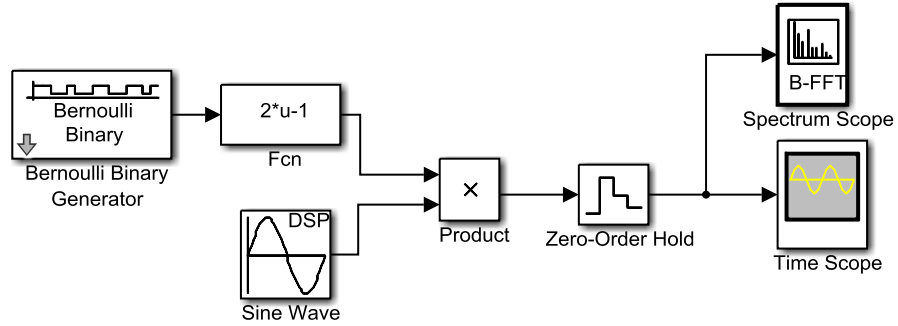 B-FFT
Spectrum Scope
Bernoulli
Binary
Bernoulli Binary
Generator
2*u-1
Fcn
×
Product
Zero-Order Hold
Time Scope
DSP
Sine Wave